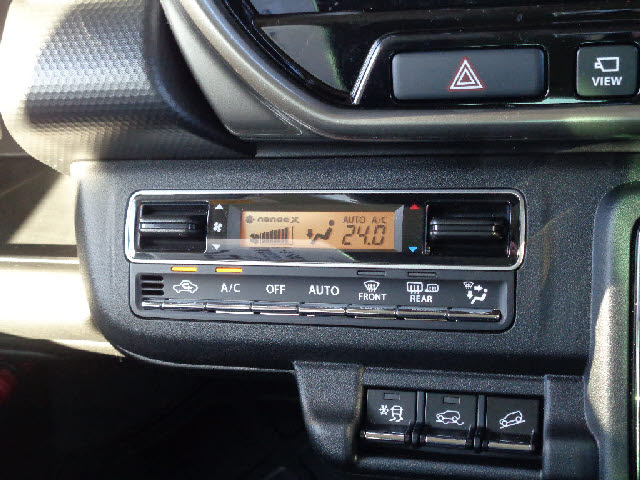 VIEW
nanoe X
AUTO A/C
24.0
A/C OFF AUTO FRONT REAR